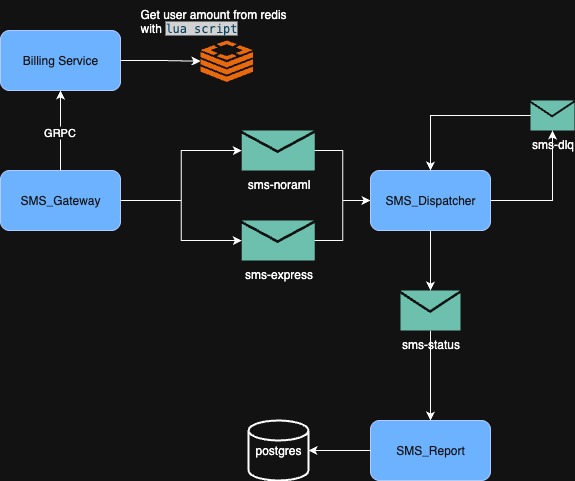 Get user amount from redis
with lua script
Billing Service
GRPC
SMS_Gateway
sms-noraml
sms-express
SMS_Dispatcher
sms-dlq
sms-status
postgres
SMS_Report